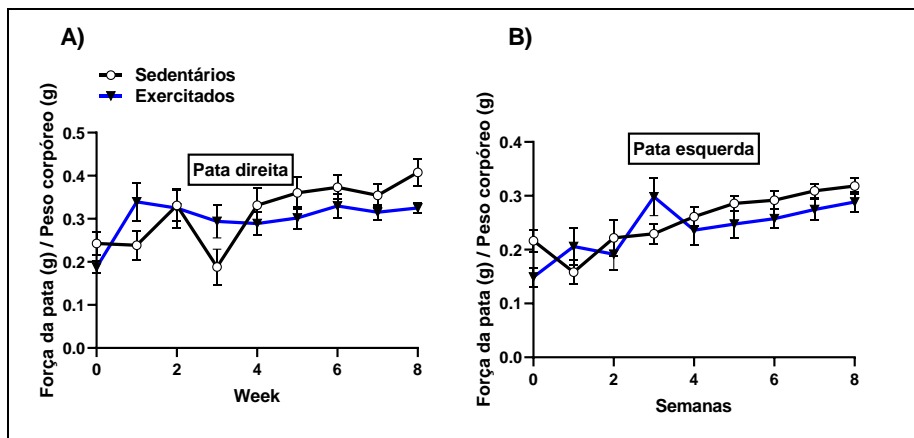 A)
Sedentários
Exercitados
Força da pata (g) / Peso corpóreo (g)
0.5
0.4
0.3
0.2
0.1
0.0
Pata direita
0 2 4 6 8
Week
B)
Força da pata (g) / Peso corpóreo (g)
0.4
0.3
0.2
0.1
0.0
Pata esquerda
0 2 4 6 8
Semanas